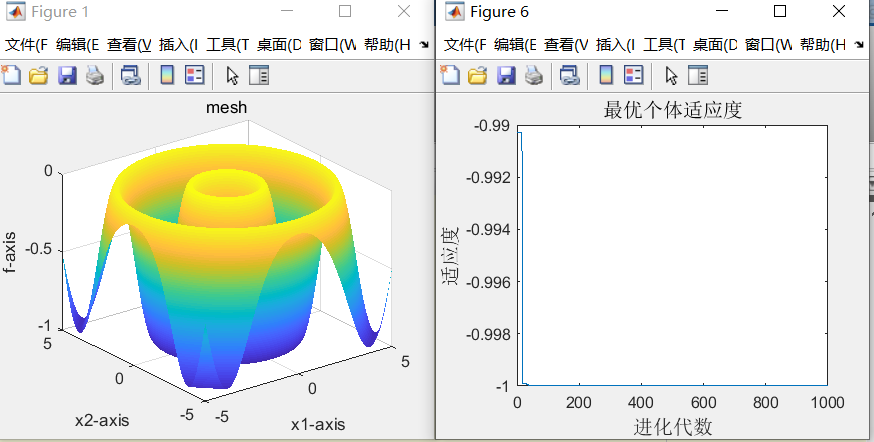 Figure 1
文件(F 编辑(E 查看(V 插入(I 工具(T 桌面(D 窗口(W 帮助(H
mesh
0
-0.5
-1
f-axis
5
0
-5
x2-axis
-5
0
5
x1-axis
Figure 6
文件(F 编辑(E 查看(V 插入(I 工具(T 桌面(D 窗口(W 帮助(H
最优个体适应度
-0.99
-0.992
-0.994
-0.996
-0.998
-1
适应度
0 200 400 600 800 1000
进化代数